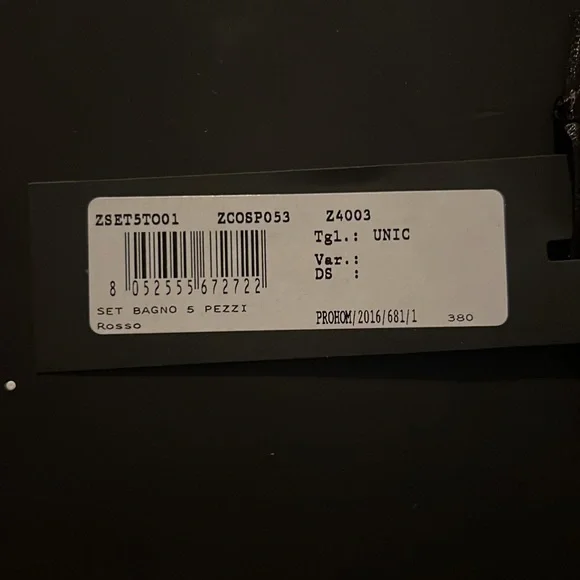 ZSET5TO01 ZCOSP053 Z4003
Tgl.: UNIC
Var.:
DS :
8 052555 672722
SET BAGNO 5 PEZZI
Rosso
PROHOM/2016/681/1 380